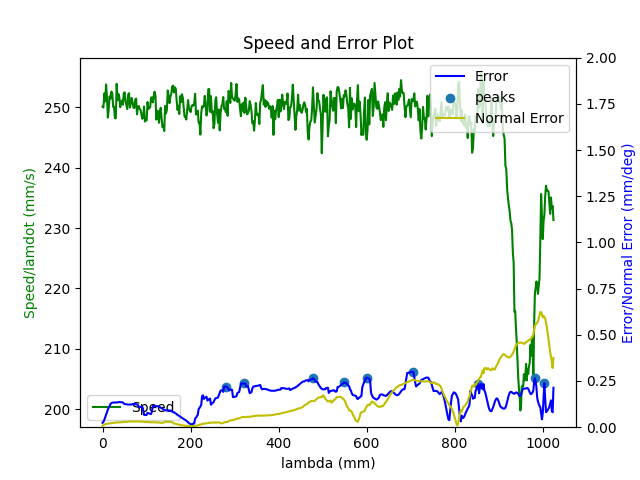 Speed and Error Plot
Error
peaks
Normal Error
Speed
Speed/lamdot (mm/s)
250
240
230
220
210
200
Error/Normal Error (mm/deg)
2.00
1.75
1.50
1.25
1.00
0.75
0.50
0.25
0.00
0 200 400 600 800 1000
lambda (mm)